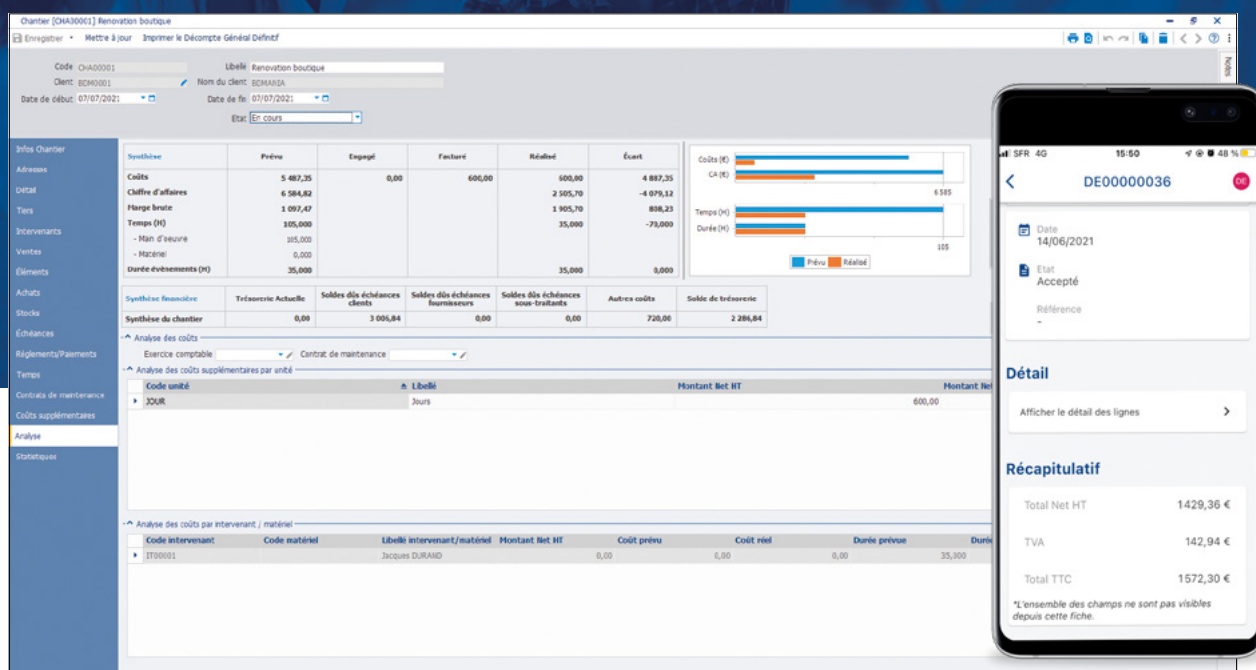 Chantier [CHA00001] Renovation boutique
Enregistrer Mettre à jour Imprimer le Décompte Général Définitif
Notes
Code CHA00001 Libellé Renovation boutique
Client BDM0001 Nom du client BDMANIA
Date de début 07/07/2021 Date de fin 07/07/2021
Etat En cours
Infos Chantier
Adresses
Détail
Tiers
Intervenants
Ventes
Éléments
Achats
Stocks
Échéances
Réglements/Paiements
Temps
Contrats de maintenance
Coûts supplémentaires
Analyse
Statistiques
Synthèse Prévu Engagé Facturé Réalisé Écart
Coûts 5 487,35 0,00 600,00 600,00 4 887,35
Chiffre d'affaires 6 584,82 2 505,70 -4 079,12
Marge brute 1 097,47 1 905,70 808,23
Temps (H) 105,000 35,000 -70,000
- Main d'oeuvre 105,000
- Matériel 0,000
Durée évènements (H) 35,000 35,000 0,000
Coûts (€)
CA (€)
6 585
Temps (H)
Durée (H)
105
Prévu Réalisé
Synthèse financière Trésorerie Actuelle Soldes dûs échéances clients Soldes dûs échéances fournisseurs Soldes dûs échéances sous-traitants Autres coûts Solde de trésorerie
Synthèse du chantier 0,00 3 006,84 0,00 0,00 720,00 2 286,84
Analyse des coûts
Exercice comptable Contrat de maintenance
Analyse des coûts supplémentaires par unité
Code unité Libellé Montant Net HT Montant Net
JOUR Jours 600,00
Analyse des coûts par intervenant / matériel
Code intervenant Code matériel Libellé intervenant/matériel Montant Net HT Coût prévu Coût réel Durée prévue
IT00001 Jacques DURAND 0,00 0,00 0,00 35,000
SFR 4G 15:50 48 %
DE00000036 DE
Date
14/06/2021
Etat
Accepté
Référence
-
Détail
Afficher le détail des lignes
Récapitulatif
Total Net HT 1429,36 €
TVA 142,94 €
Total TTC 1572,30 €
*L'ensemble des champs ne sont pas visibles
depuis cette fiche.